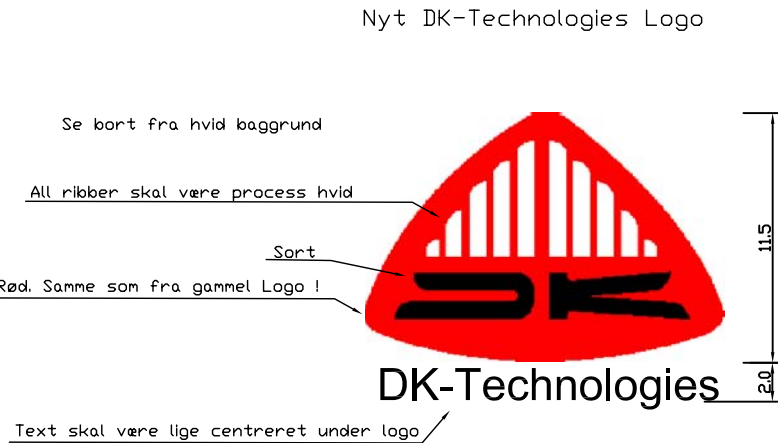 Nyt DK-Technologies Logo
Se bort fra hvid baggrund
All ribber skal være process hvid
Sort
Rød. Samme som fra gammel Logo !
11.5
DK
DK-Technologies
2.0
Text skal være lige centreret under logo